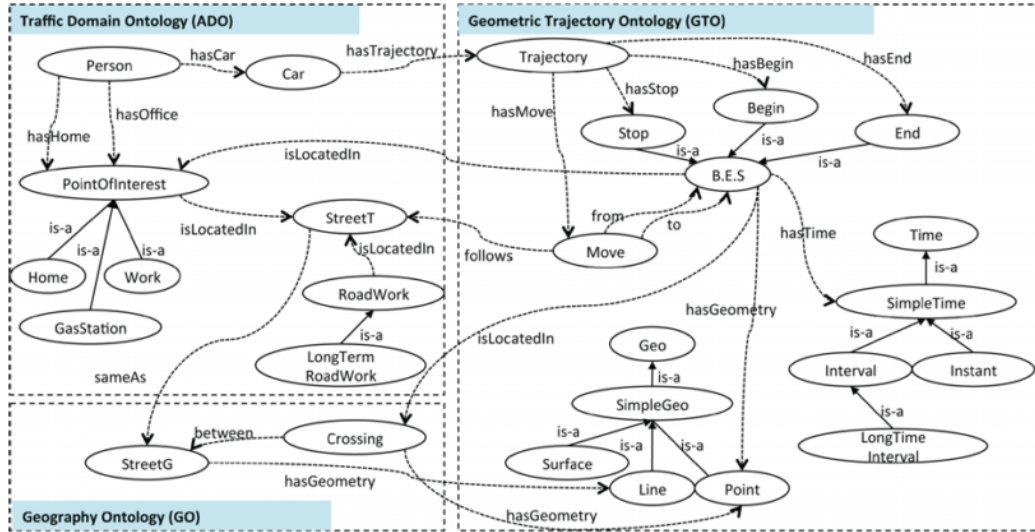 Traffic Domain Ontology (ADO)
Person
hasCar
Car
hasTrajectory
hasHome
hasOffice
PointOfInterest
isLocatedIn
isLocatedIn
StreetT
is-a
is-a
is-a
Home
Work
GasStation
isLocatedIn
RoadWork
is-a
LongTerm
RoadWork
sameAs
Geometric Trajectory Ontology (GTO)
Trajectory
hasMove
hasStop
hasBegin
hasEnd
Stop
Begin
End
is-a
is-a
is-a
B.E.S
from
to
follows
Move
hasTime
hasGeometry
isLocatedIn
Time
is-a
SimpleTime
is-a
is-a
Interval
Instant
is-a
LongTime
Interval
Geo
is-a
SimpleGeo
is-a
is-a
is-a
Surface
Line
Point
between
Crossing
StreetG
hasGeometry
hasGeometry
Geography Ontology (GO)